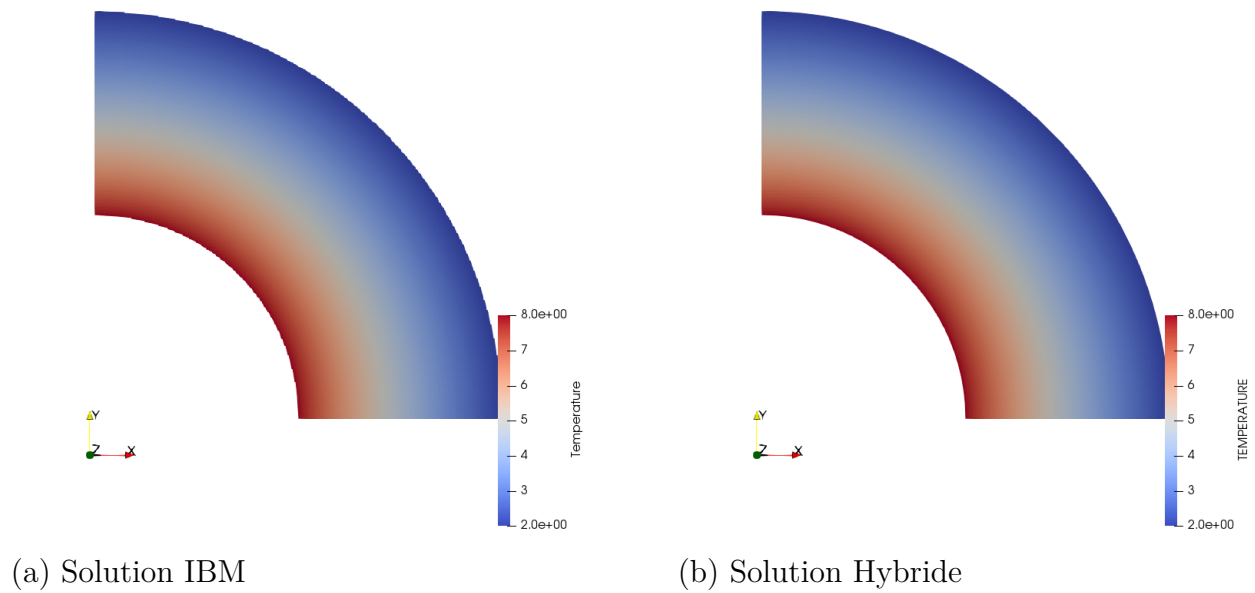 8.0e+00
7
6
5
4
3
2.0e+00
Temperature
Y
Z
X
8.0e+00
7
6
5
4
3
2.0e+00
TEMPERATURE
Y
Z
X
(a) Solution IBM
(b) Solution Hybride